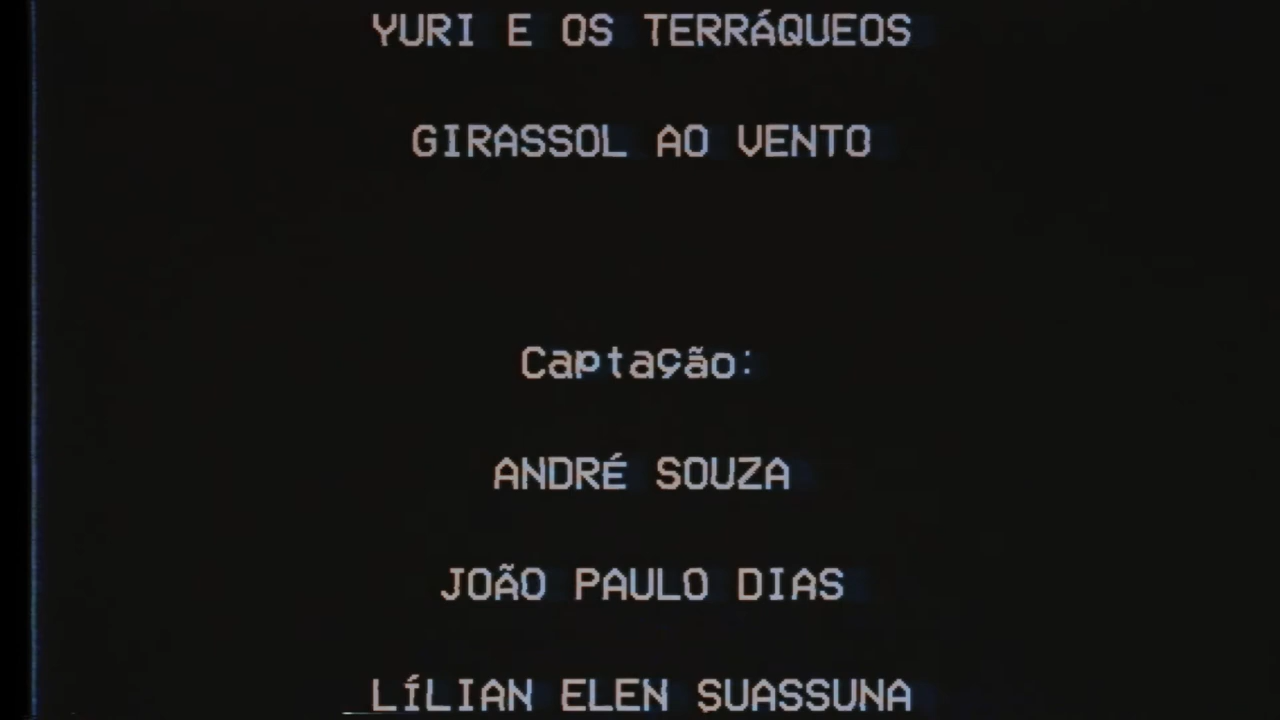 YURI E OS TERRÁQUEOS
GIRASSOL AO VENTO
Captação:
ANDRÉ SOUZA
JOÃO PAULO DIAS
LÍLIAN ELEN SUASSUNA